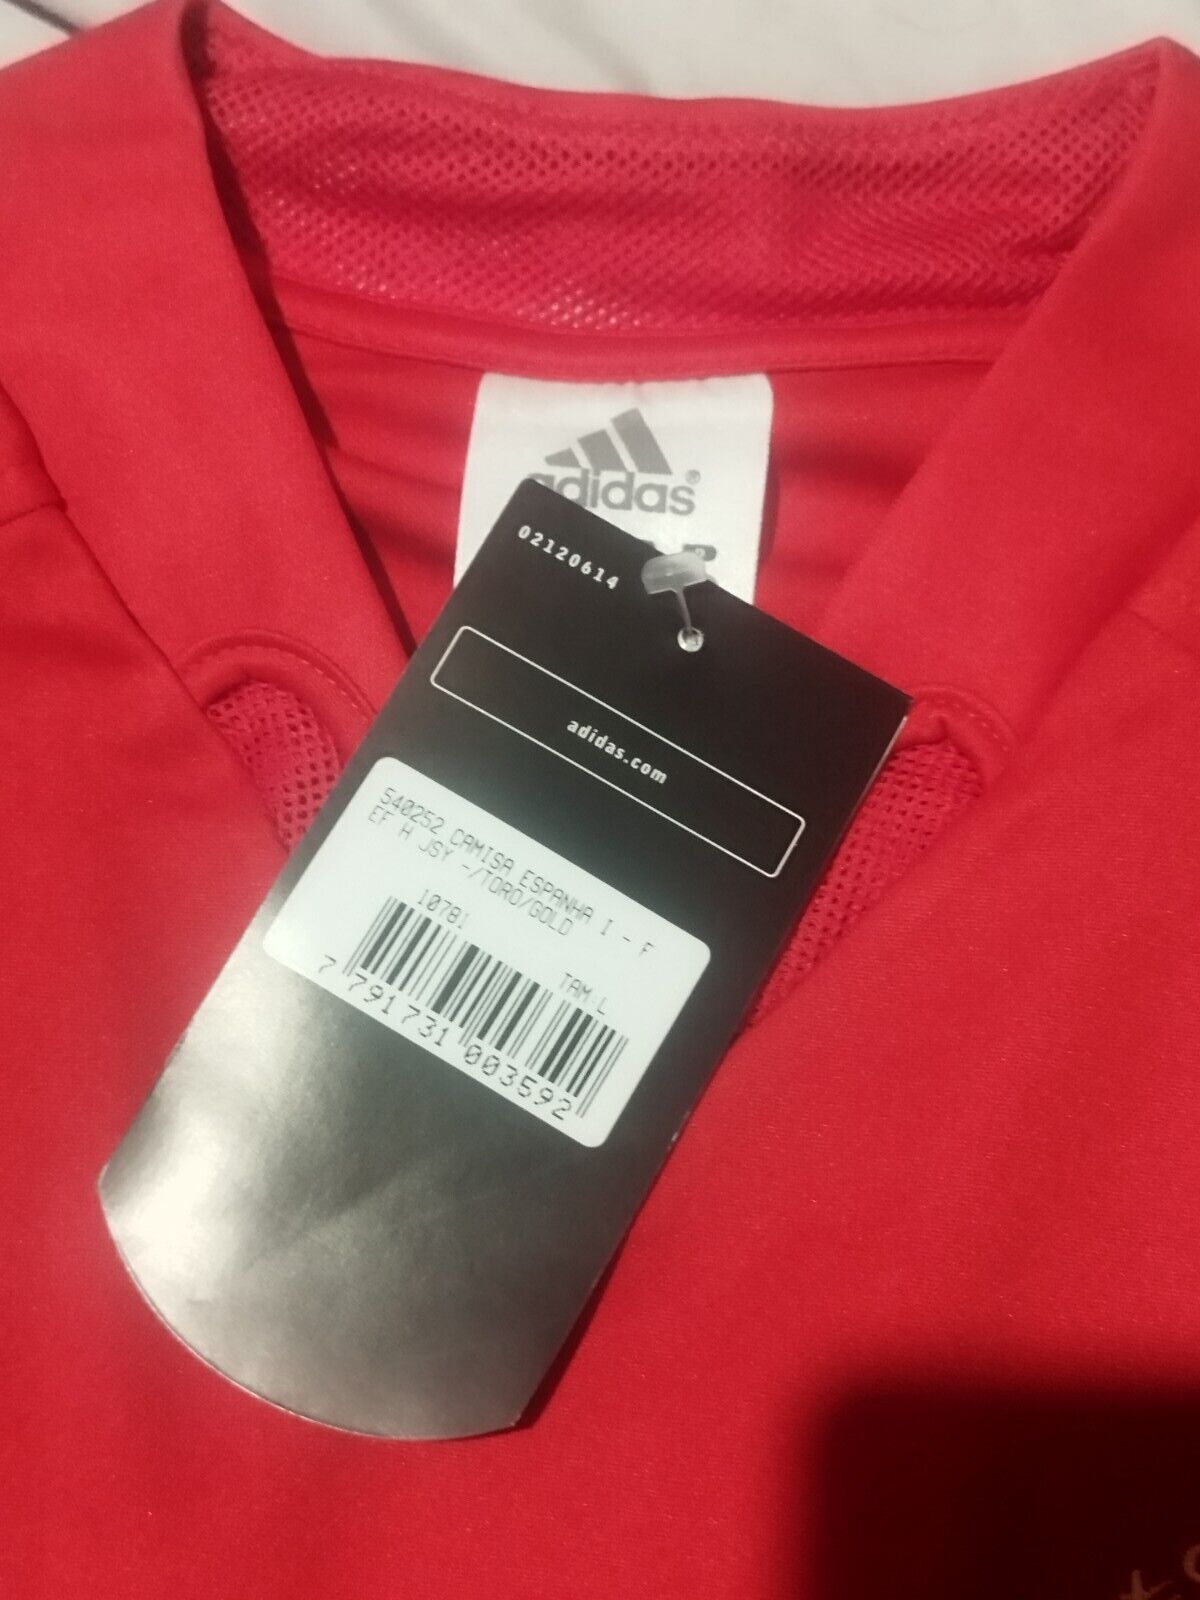 adidas®
02120614
adidas.com
540252 CAMISA ESPANHA I - F
EF H JSY -/TORO/GOLD
10781
TAM:L
7 791731 003592